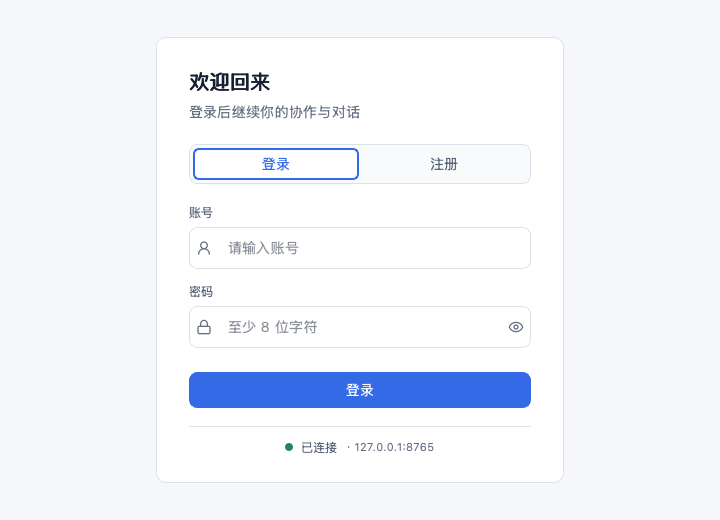 欢迎回来
登录后继续你的协作与对话
登录 注册
账号
请输入账号
密码
至少 8 位字符
登录
已连接 · 127.0.0.1:8765